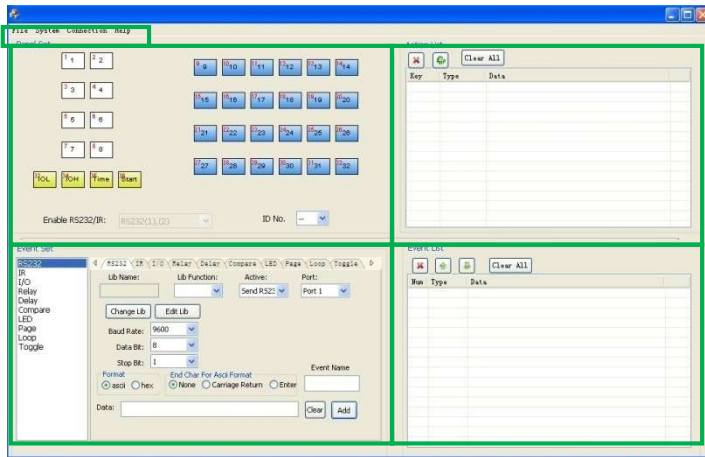 File System Connection Help
Panel Set
1 1 2 2
3 3 4 4
5 5 6 6
7 7 8 8
9 9 10 10 11 11 12 12 13 13 14 14
15 15 16 16 17 17 18 18 19 19 20 20
21 21 22 22 23 23 24 24 25 25 26 26
27 27 28 28 29 29 30 30 31 31 32 32
IOL IOH Time Start
Enable RS232/IR: RS232(1),(2) ID No. --
Clear All
Key Type Data
Event Set
RS232
IR
I/O
Relay
Delay
Compare
LED
Page
Loop
Toggle
RS232 IR I/O Relay Delay Compare LED Page Loop Toggle
Lib Name: Lib Function: Active: Port:
Send RS23 Port 1
Change Lib Edit Lib
Baud Rate: 9600
Data Bit: 8
Stop Bit: 1
Format End Char For Ascii Format Event Name
ascii hex None Carriage Return Enter
Data: Clear Add
Event List
Clear All
Num Type Data